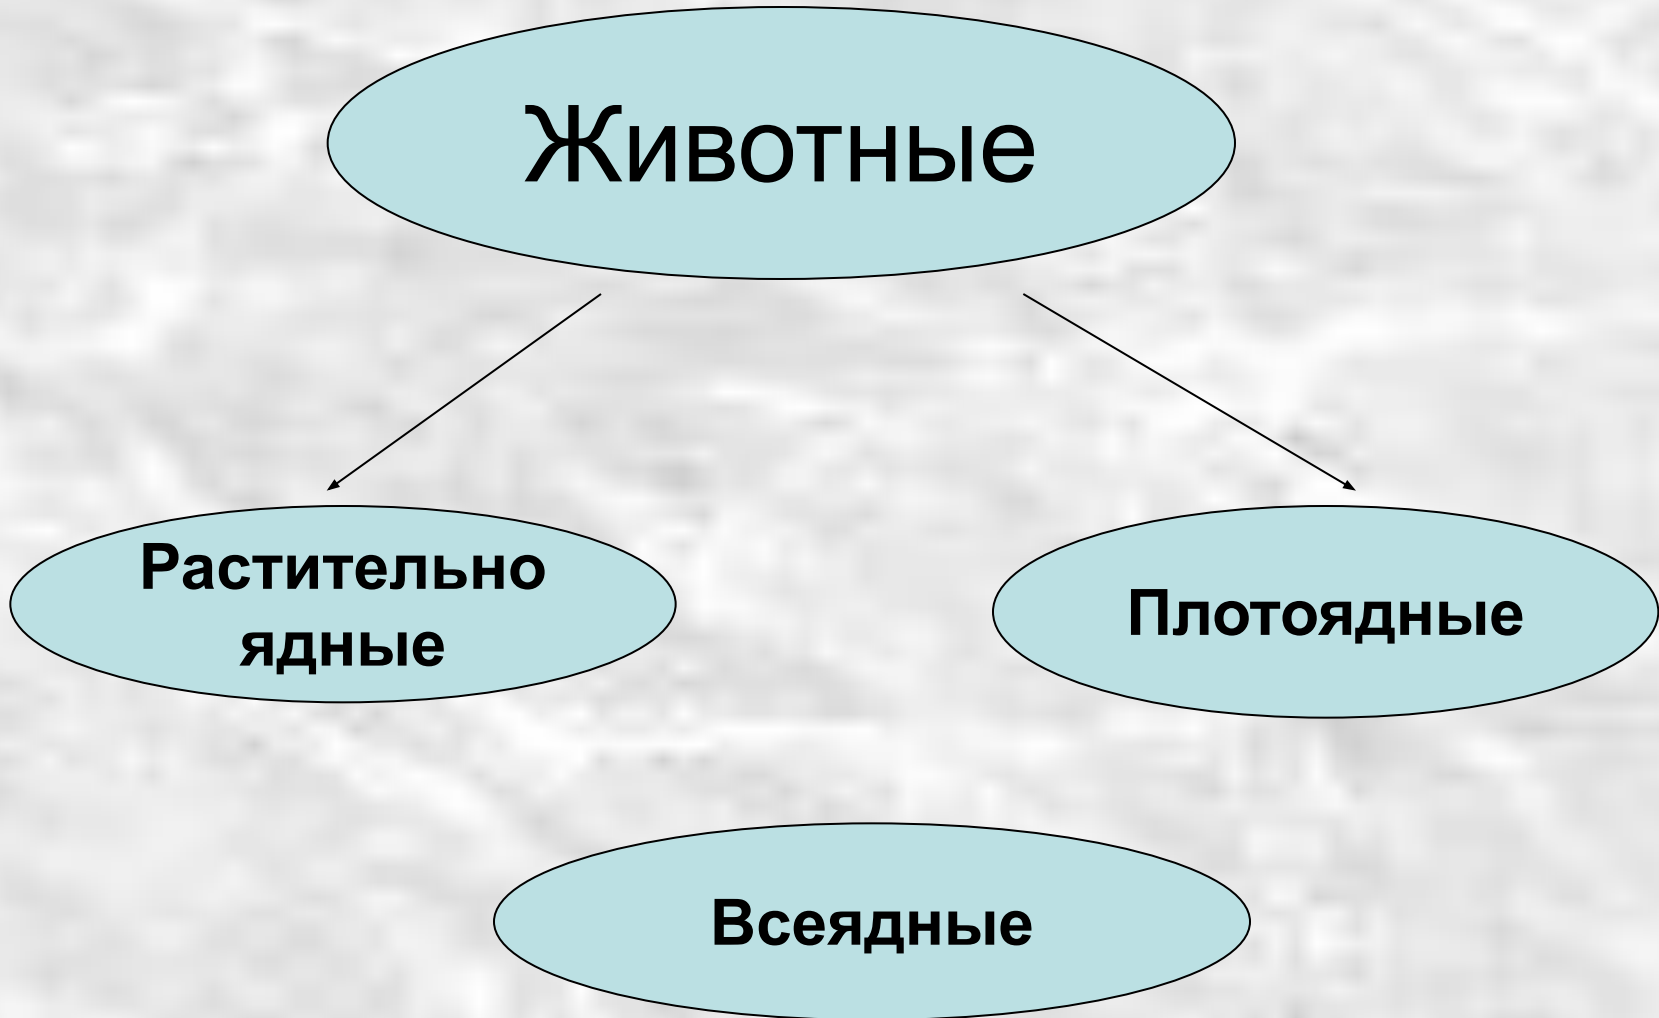 Животные
Растительно
ядные
Плотоядные
Всеядные